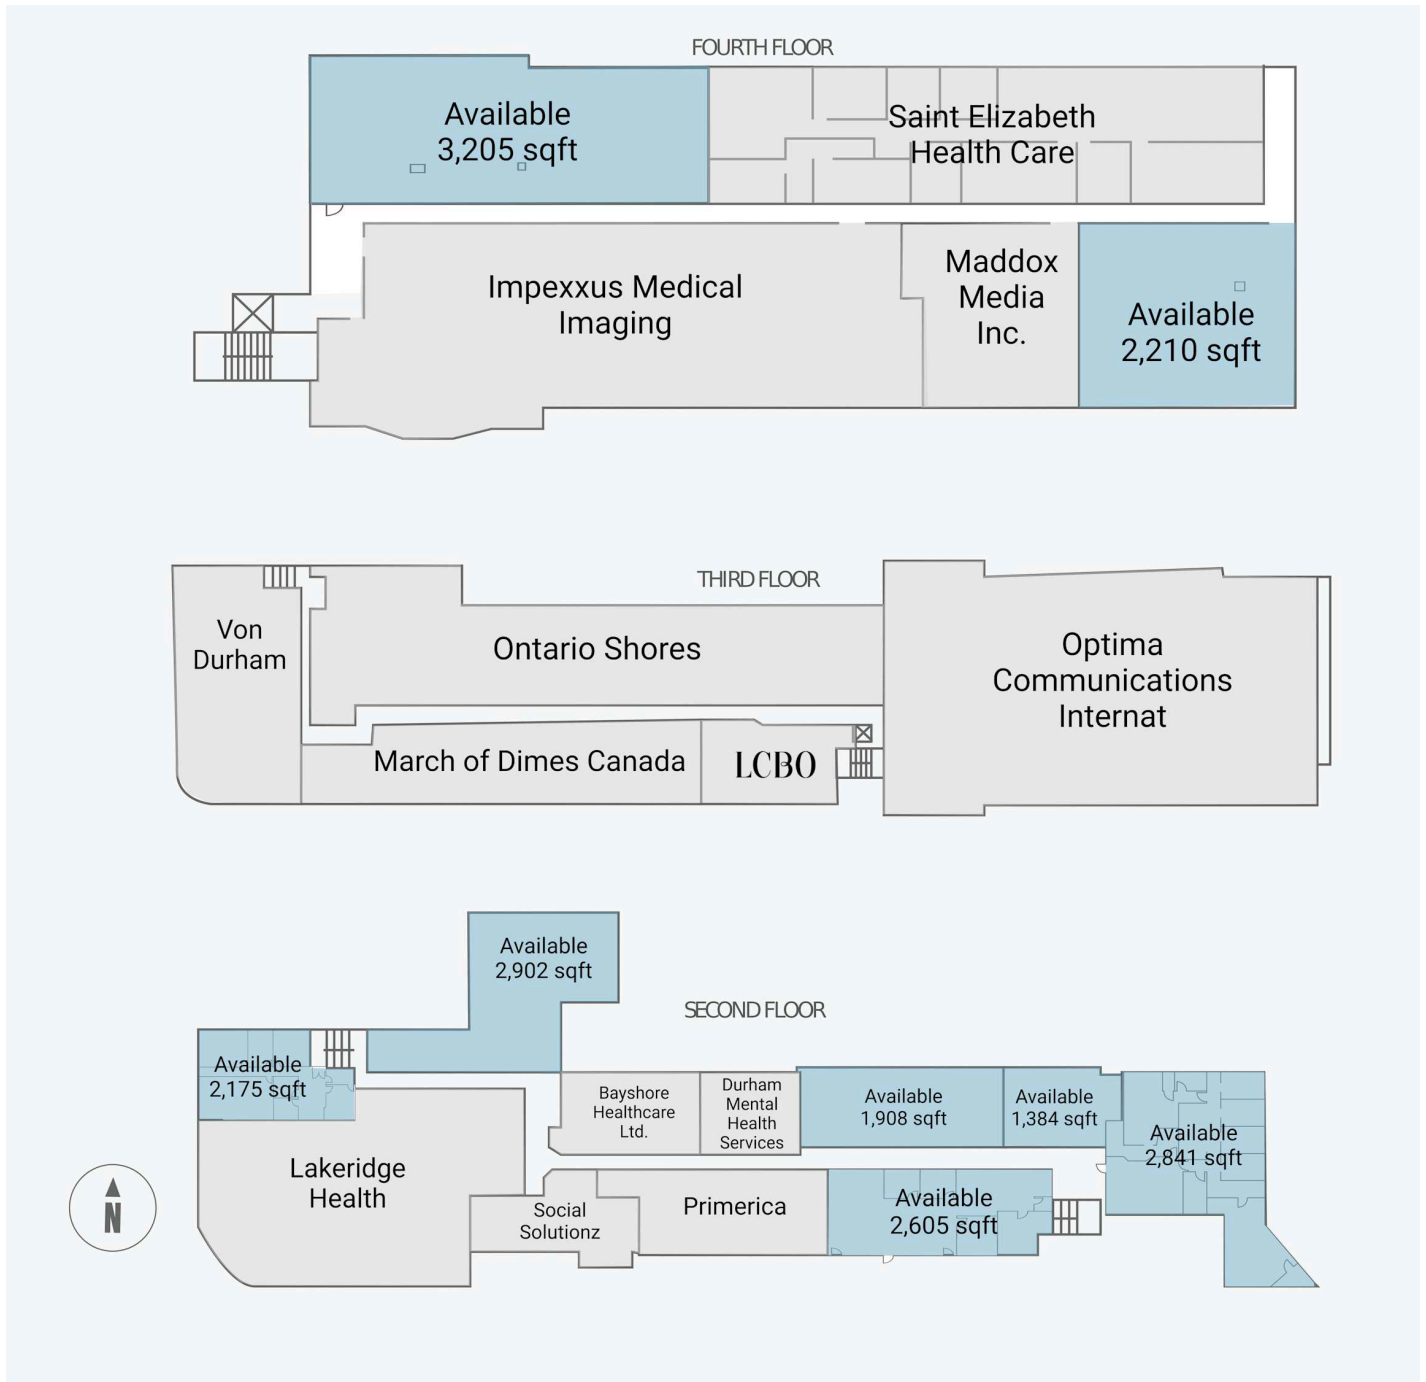 FOURTH FLOOR
Available
3,205 sqft
Saint Elizabeth
Health Care
Impexxus Medical
Imaging
Maddox
Media
Inc.
Available
2,210 sqft
THIRD FLOOR
Von
Durham
Ontario Shores
Optima
Communications
Internat
March of Dimes Canada
LCBO
Available
2,902 sqft
SECOND FLOOR
Available
2,175 sqft
Bayshore
Healthcare
Ltd.
Durham
Mental
Health
Services
Available
1,908 sqft
Available
1,384 sqft
Available
2,841 sqft
Lakeridge
Health
Social
Solutionz
Primerica
Available
2,605 sqft
N